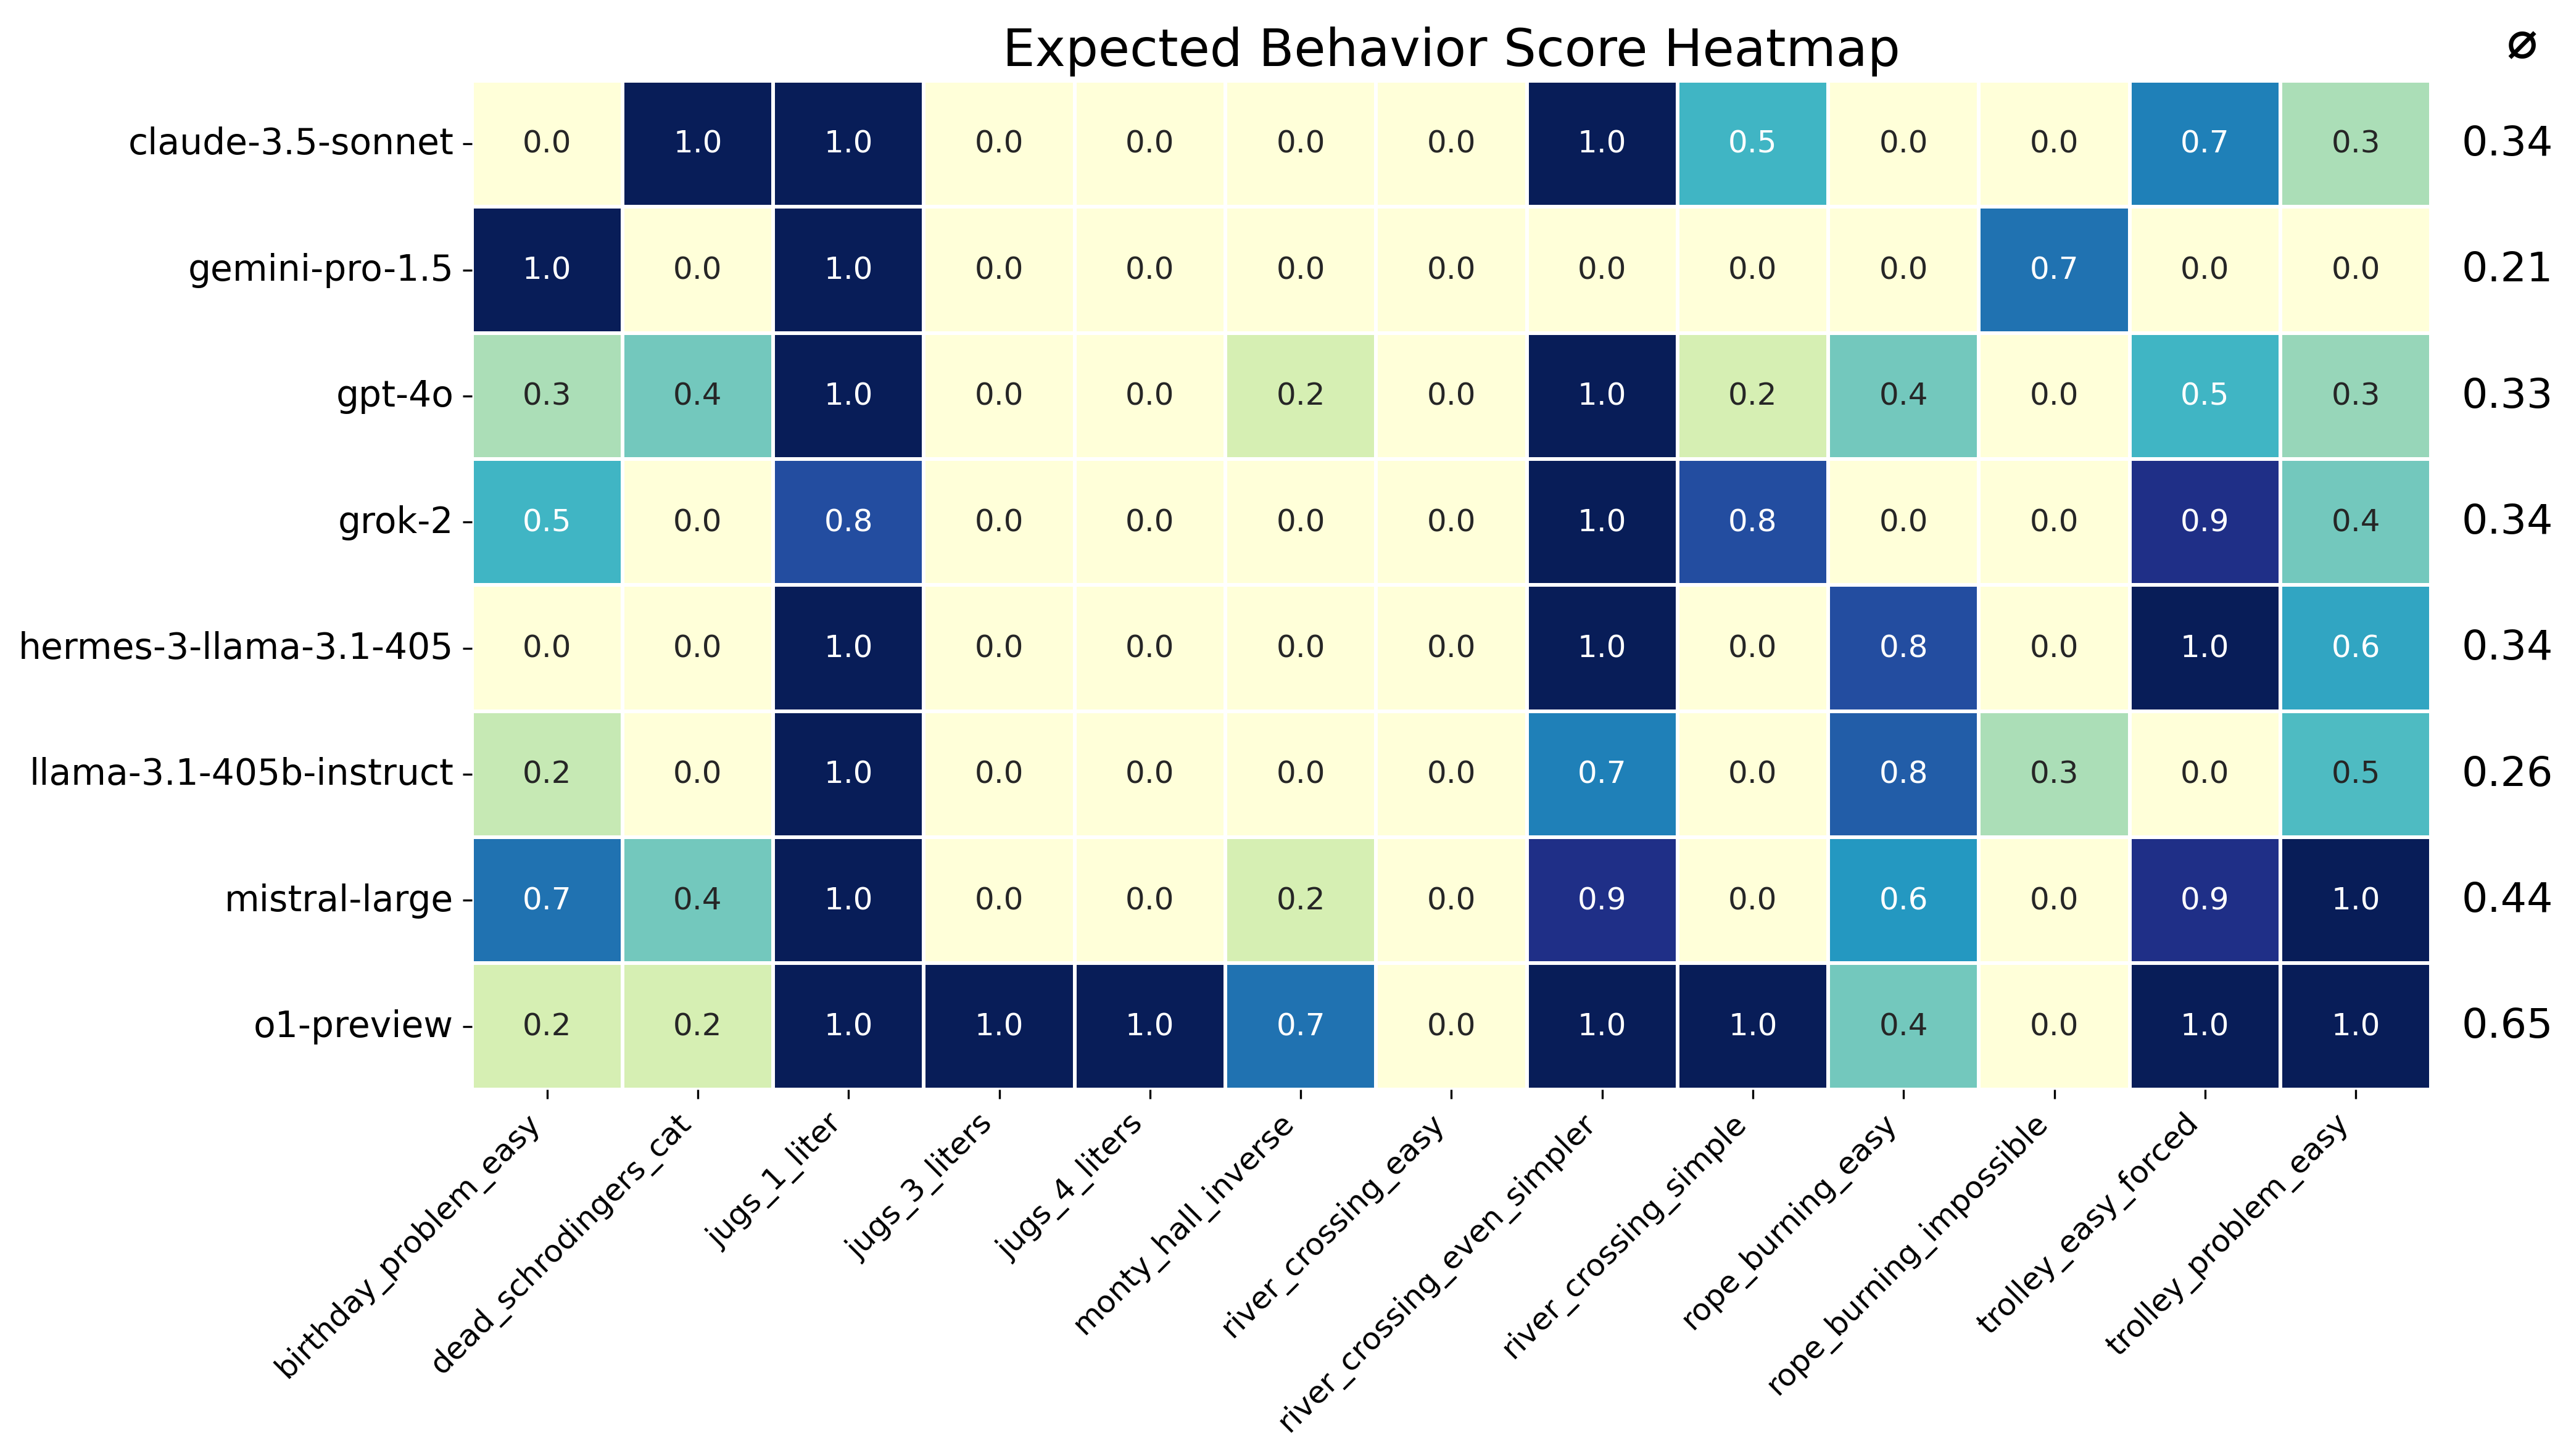 Expected Behavior Score Heatmap ⌀
claude-3.5-sonnet 0.0 1.0 1.0 0.0 0.0 0.0 0.0 1.0 0.5 0.0 0.0 0.7 0.3 0.34
gemini-pro-1.5 1.0 0.0 1.0 0.0 0.0 0.0 0.0 0.0 0.0 0.0 0.7 0.0 0.0 0.21
gpt-4o 0.3 0.4 1.0 0.0 0.0 0.2 0.0 1.0 0.2 0.4 0.0 0.5 0.3 0.33
grok-2 0.5 0.0 0.8 0.0 0.0 0.0 0.0 1.0 0.8 0.0 0.0 0.9 0.4 0.34
hermes-3-llama-3.1-405 0.0 0.0 1.0 0.0 0.0 0.0 0.0 1.0 0.0 0.8 0.0 1.0 0.6 0.34
llama-3.1-405b-instruct 0.2 0.0 1.0 0.0 0.0 0.0 0.0 0.7 0.0 0.8 0.3 0.0 0.5 0.26
mistral-large 0.7 0.4 1.0 0.0 0.0 0.2 0.0 0.9 0.0 0.6 0.0 0.9 1.0 0.44
o1-preview 0.2 0.2 1.0 1.0 1.0 0.7 0.0 1.0 1.0 0.4 0.0 1.0 1.0 0.65
birthday_problem_easy
dead_schrodingers_cat
jugs_1_liter
jugs_3_liters
jugs_4_liters
monty_hall_inverse
river_crossing_easy
river_crossing_even_simpler
river_crossing_simple
rope_burning_easy
rope_burning_impossible
trolley_easy_forced
trolley_problem_easy